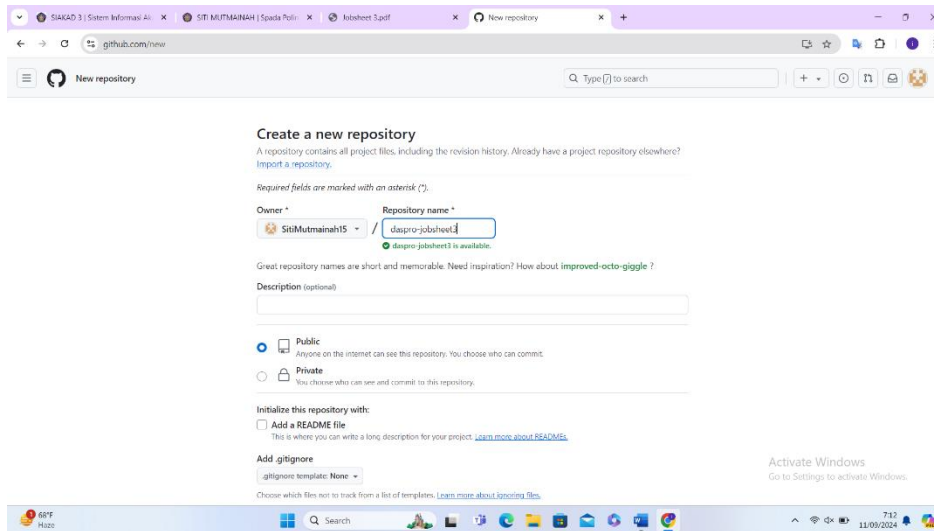 SIAKAD 3 | Sistem Informasi Ak
SITI MUTMAINAH | Spada Polin
Jobsheet 3.pdf
New repository
github.com/new
New repository
Type / to search
Create a new repository
A repository contains all project files, including the revision history. Already have a project repository elsewhere?
Import a repository.
Required fields are marked with an asterisk (*).
Owner *
Repository name *
SitiMutmainah15
/
daspro-jobsheet3
daspro-jobsheet3 is available.
Great repository names are short and memorable. Need inspiration? How about improved-octo-giggle ?
Description (optional)
Public
Anyone on the internet can see this repository. You choose who can commit.
Private
You choose who can see and commit to this repository.
Initialize this repository with:
Add a README file
This is where you can write a long description for your project. Learn more about READMEs.
Add .gitignore
.gitignore template: None
Choose which files not to track from a list of templates. Learn more about ignoring files.
Activate Windows
Go to Settings to activate Windows.
68°F
Haze
Search
7:12
11/09/2024